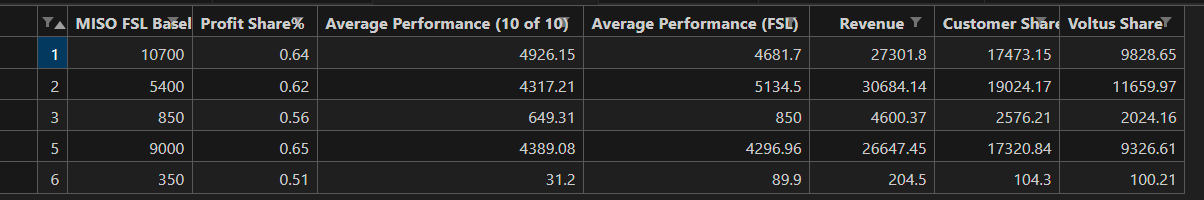 MISO FSL Basel Profit Share% Average Performance (10 of 10) Average Performance (FSL) Revenue Customer Share Voltus Share
1 10700 0.64 4926.15 4681.7 27301.8 17473.15 9828.65
2 5400 0.62 4317.21 5134.5 30684.14 19024.17 11659.97
3 850 0.56 649.31 850 4600.37 2576.21 2024.16
5 9000 0.65 4389.08 4296.96 26647.45 17320.84 9326.61
6 350 0.51 31.2 89.9 204.5 104.3 100.21